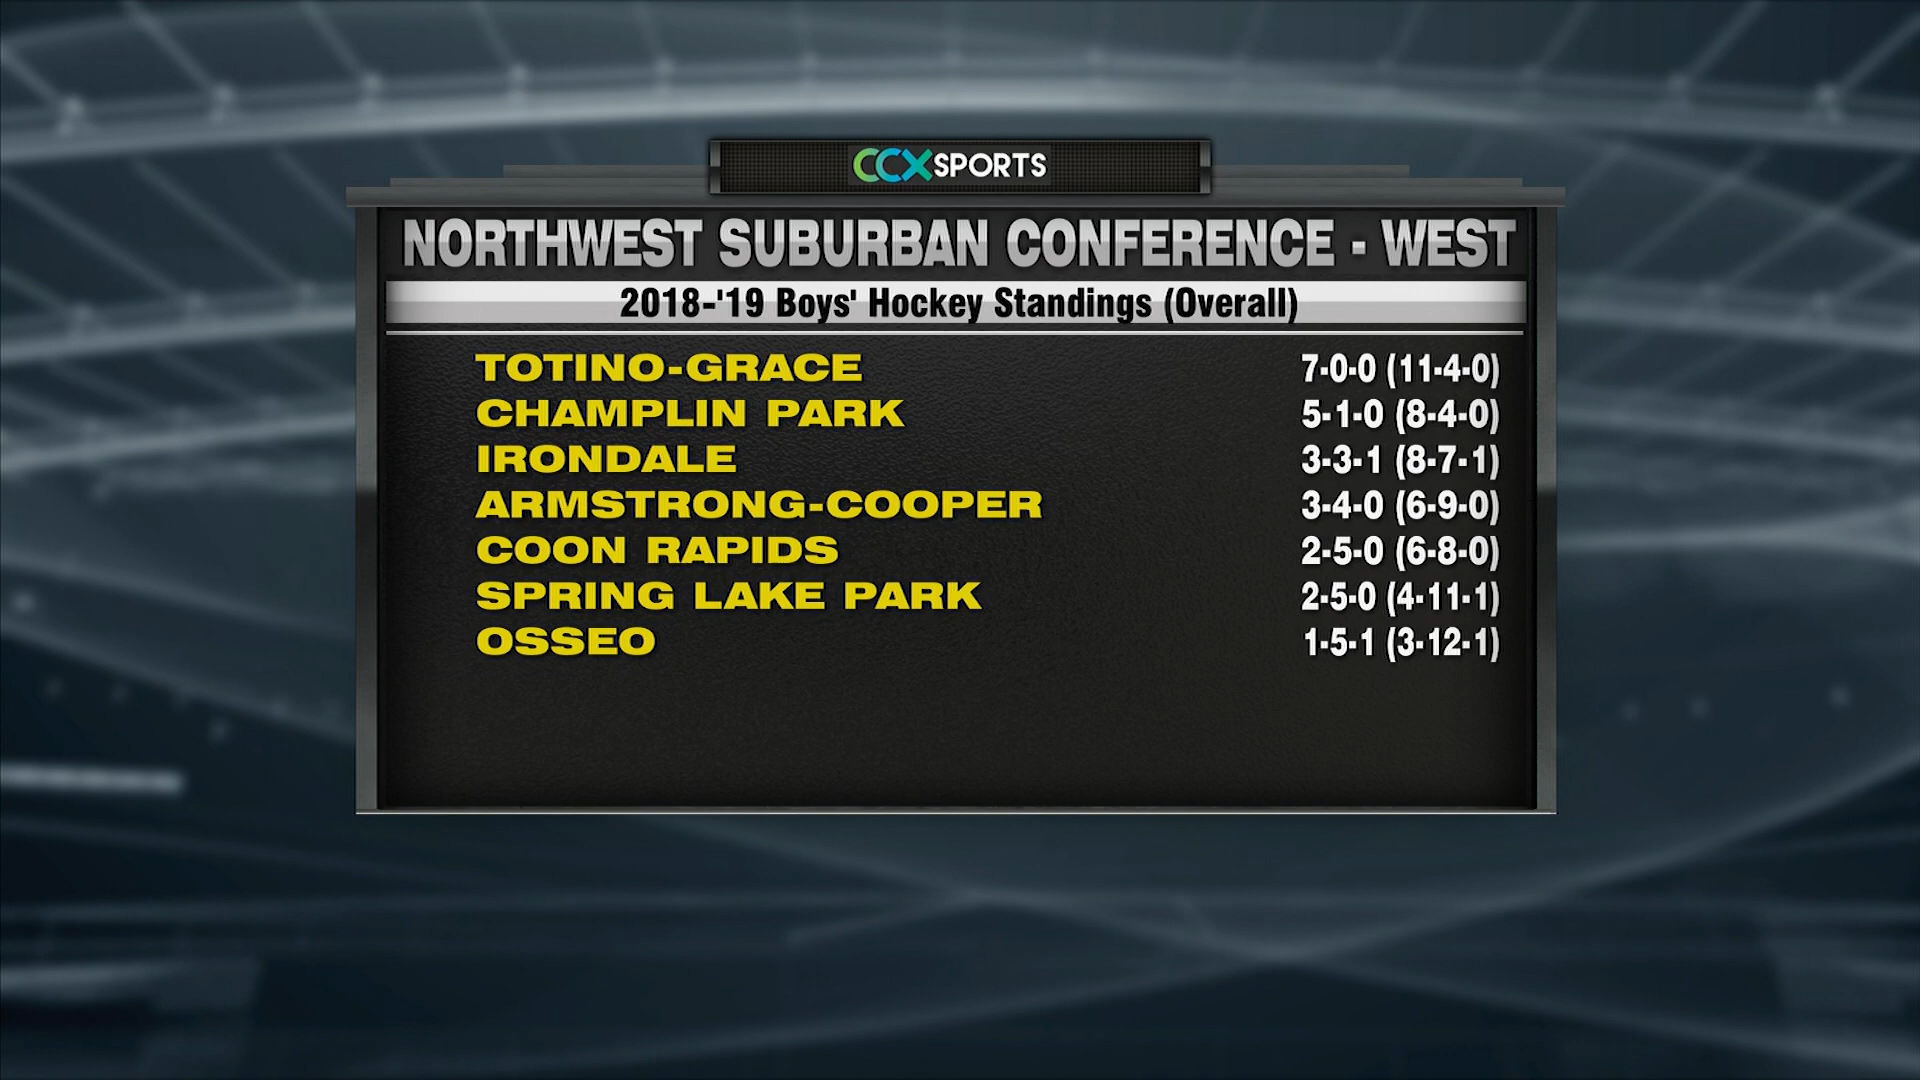 CCXSPORTS
NORTHWEST SUBURBAN CONFERENCE - WEST
2018-'19 Boys' Hockey Standings (Overall)
TOTINO-GRACE 7-0-0 (11-4-0)
CHAMPLIN PARK 5-1-0 (8-4-0)
IRONDALE 3-3-1 (8-7-1)
ARMSTRONG-COOPER 3-4-0 (6-9-0)
COON RAPIDS 2-5-0 (6-8-0)
SPRING LAKE PARK 2-5-0 (4-11-1)
OSSEO 1-5-1 (3-12-1)